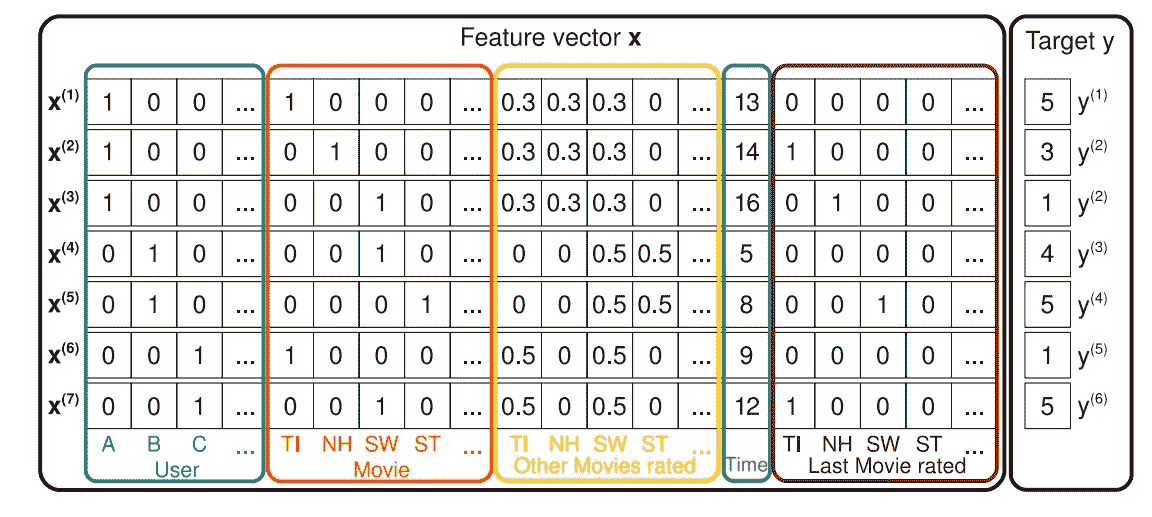 Feature vector x
Target y
x(1) 1 0 0 ... 1 0 0 0 ... 0.3 0.3 0.3 0 ... 13 0 0 0 0 ... 5 y(1)
x(2) 1 0 0 ... 0 1 0 0 ... 0.3 0.3 0.3 0 ... 14 1 0 0 0 ... 3 y(2)
x(3) 1 0 0 ... 0 0 1 0 ... 0.3 0.3 0.3 0 ... 16 0 1 0 0 ... 1 y(2)
x(4) 0 1 0 ... 0 0 1 0 ... 0 0 0.5 0.5 ... 5 0 0 0 0 ... 4 y(3)
x(5) 0 1 0 ... 0 0 0 1 ... 0 0 0.5 0.5 ... 8 0 0 1 0 ... 5 y(4)
x(6) 0 0 1 ... 1 0 0 0 ... 0.5 0 0.5 0 ... 9 0 0 0 0 ... 1 y(5)
x(7) 0 0 1 ... 0 0 1 0 ... 0.5 0 0.5 0 ... 12 1 0 0 0 ... 5 y(6)
A B C ... TI NH SW ST ... TI NH SW ST ... TI NH SW ST ...
User Movie Other Movies rated Time Last Movie rated